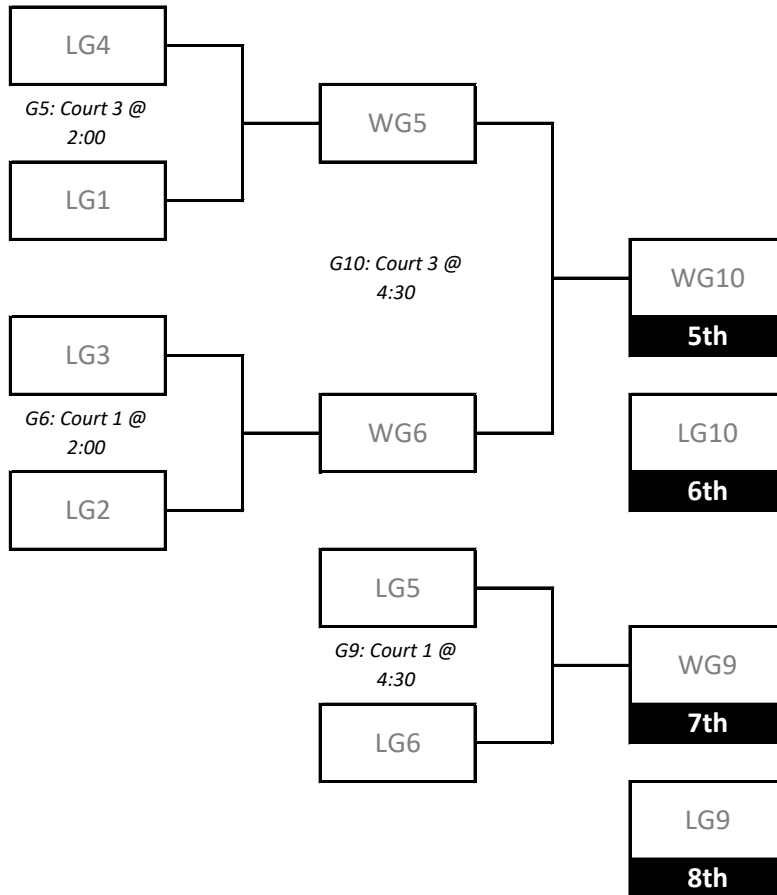 LG4
G5: Court 3 @
2:00
LG1
WG5
G10: Court 3 @
4:30
WG10
5th
LG3
G6: Court 1 @
2:00
LG2
WG6
LG10
6th
LG5
G9: Court 1 @
4:30
LG6
WG9
7th
LG9
8th